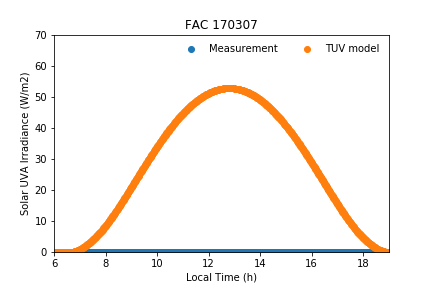 FAC 170307
Measurement
TUV model
Solar UVA Irradiance (W/m2)
70
60
50
40
30
20
10
0
6 8 10 12 14 16 18
Local Time (h)